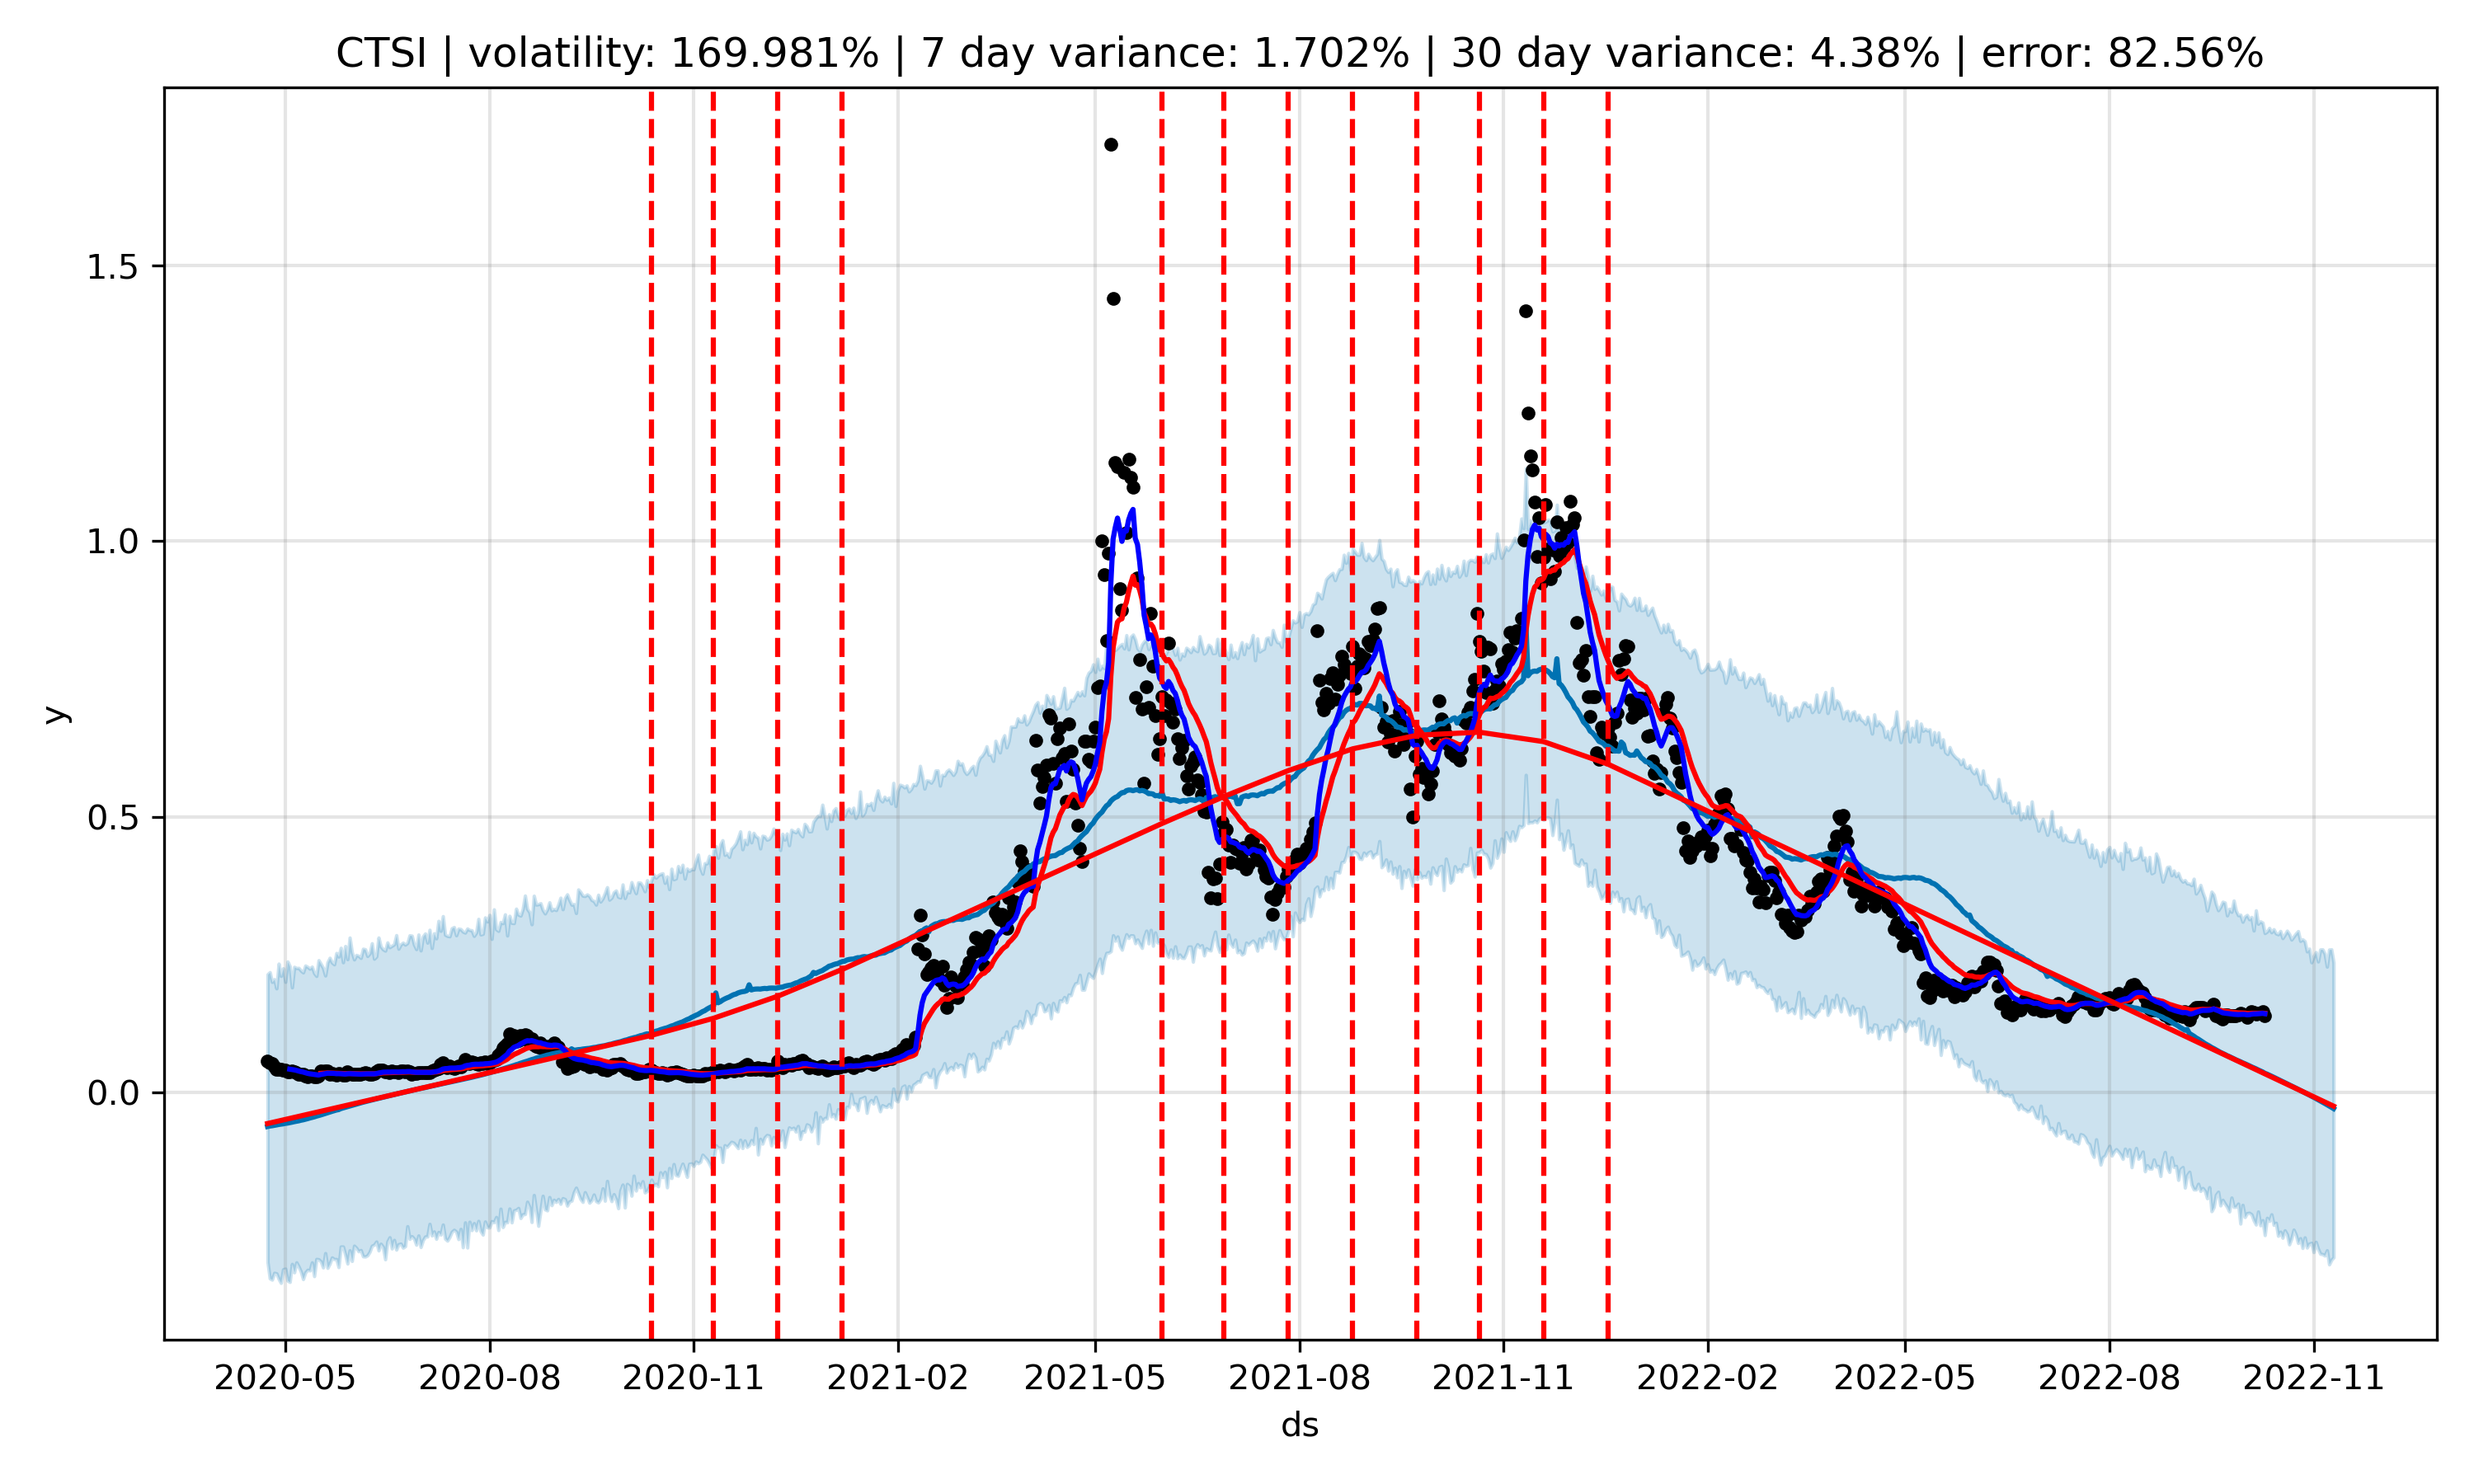 CTSI | volatility: 169.981% | 7 day variance: 1.702% | 30 day variance: 4.38% | error: 82.56%
1.5
1.0
0.5
0.0
y
2020-05 2020-08 2020-11 2021-02 2021-05 2021-08 2021-11 2022-02 2022-05 2022-08 2022-11
ds